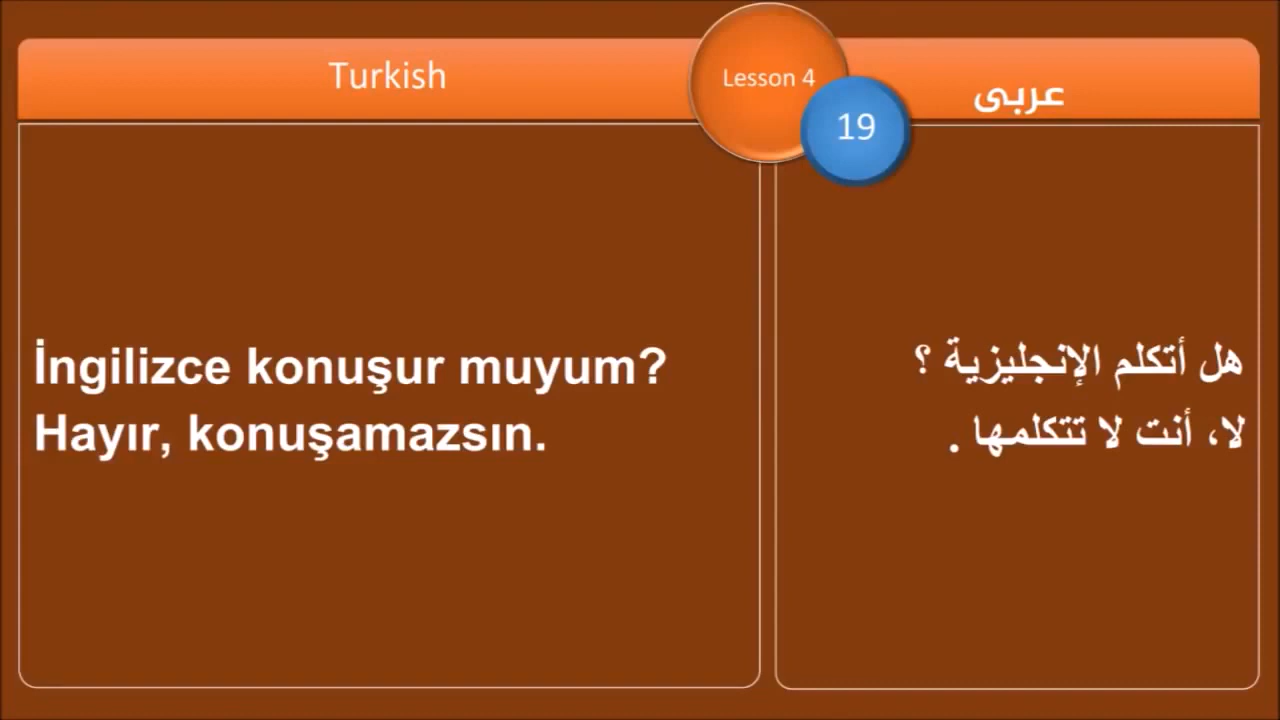 Turkish
Lesson 4
19
عربى
İngilizce konuşur muyum?
Hayır, konuşamazsın.
هل أتكلم الإنجليزية ؟
لا، أنت لا تتكلمها .